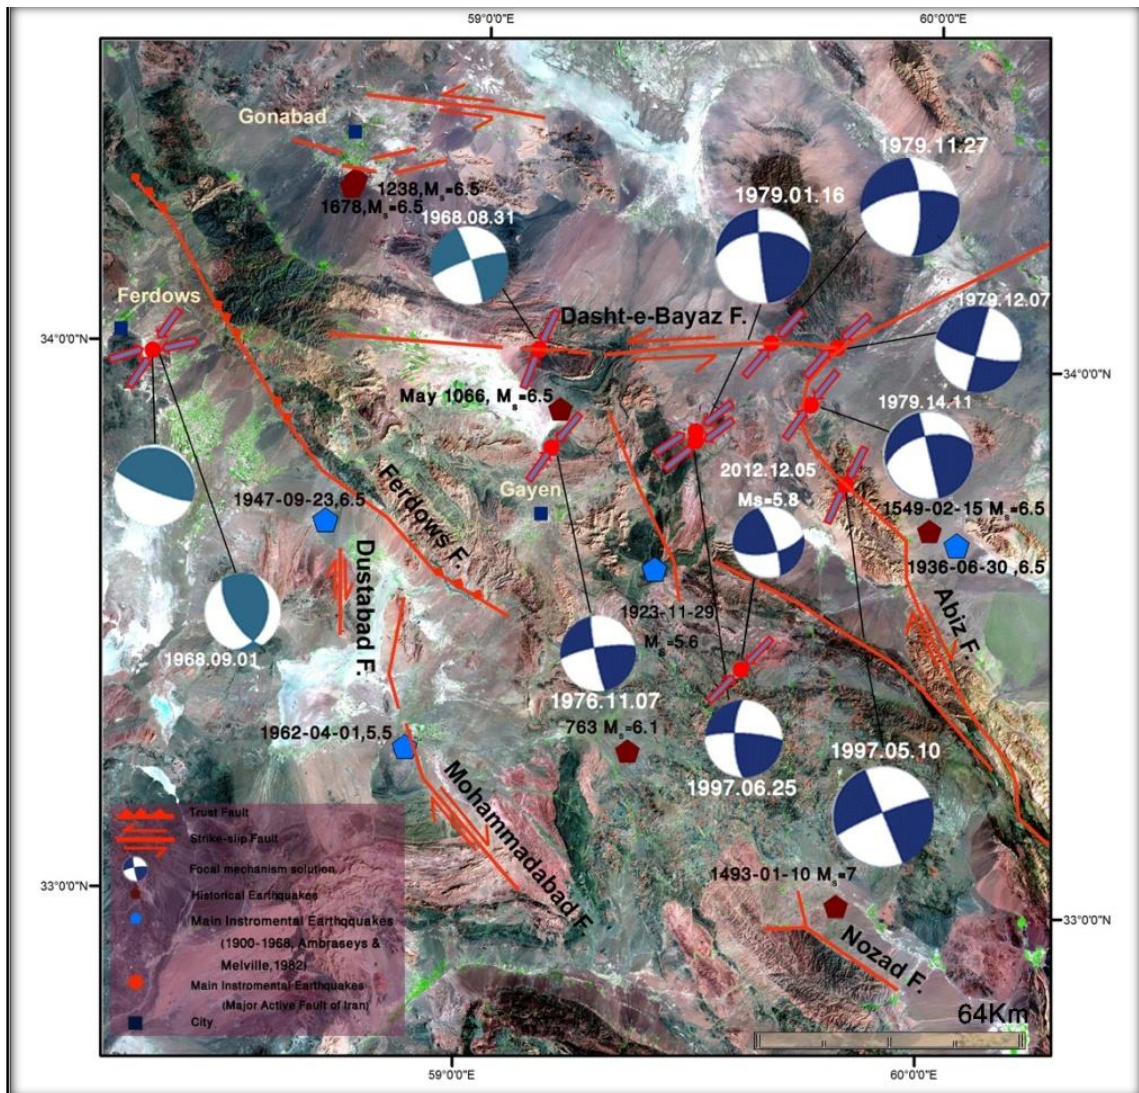 59°0'0"E
60°0'0"E
Gonabad
1979.11.27
1238,Ms=6.5
1678,Ms=6.5
1979.01.16
1968.08.31
Ferdows
1979.12.07
Dasht-e-Bayaz F.
34°0'0"N
34°0'0"N
May 1066, Ms=6.5
1979.14.11
2012.12.05
Ms=5.8
Gayen
1947-09-23,6.5
Ferdows F.
1549-02-15 Ms=6.5
1936-06-30 ,6.5
Dustabad F.
1923-11-29
Ms=5.6
Abiz F.
1968.09.01
1976.11.07
763 Ms=6.1
1962-04-01,5.5
1997.05.10
1997.06.25
Mohammadabad F.
Trust Fault
Strike-slip Fault
Focal mechanism solution
Historical Earthquakes
Main Instromental Earthqquakes
(1900-1968, Ambraseys &
Melville,1982)
Main Instromental Earthquakes
(Major Active Fault of Iran)
City
1493-01-10 Ms=7
33°0'0"N
33°0'0"N
Nozad F.
64Km
59°0'0"E
60°0'0"E